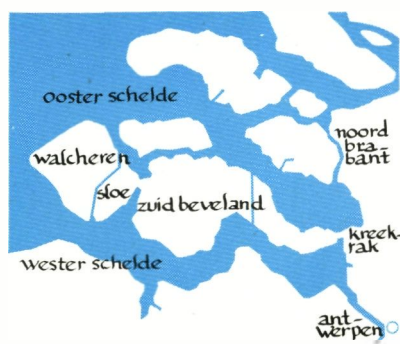 ooster schelde
noord
bra-
bant
walcheren
sloe
zuid beveland
kreek-
rak
wester schelde
ant-
werpen